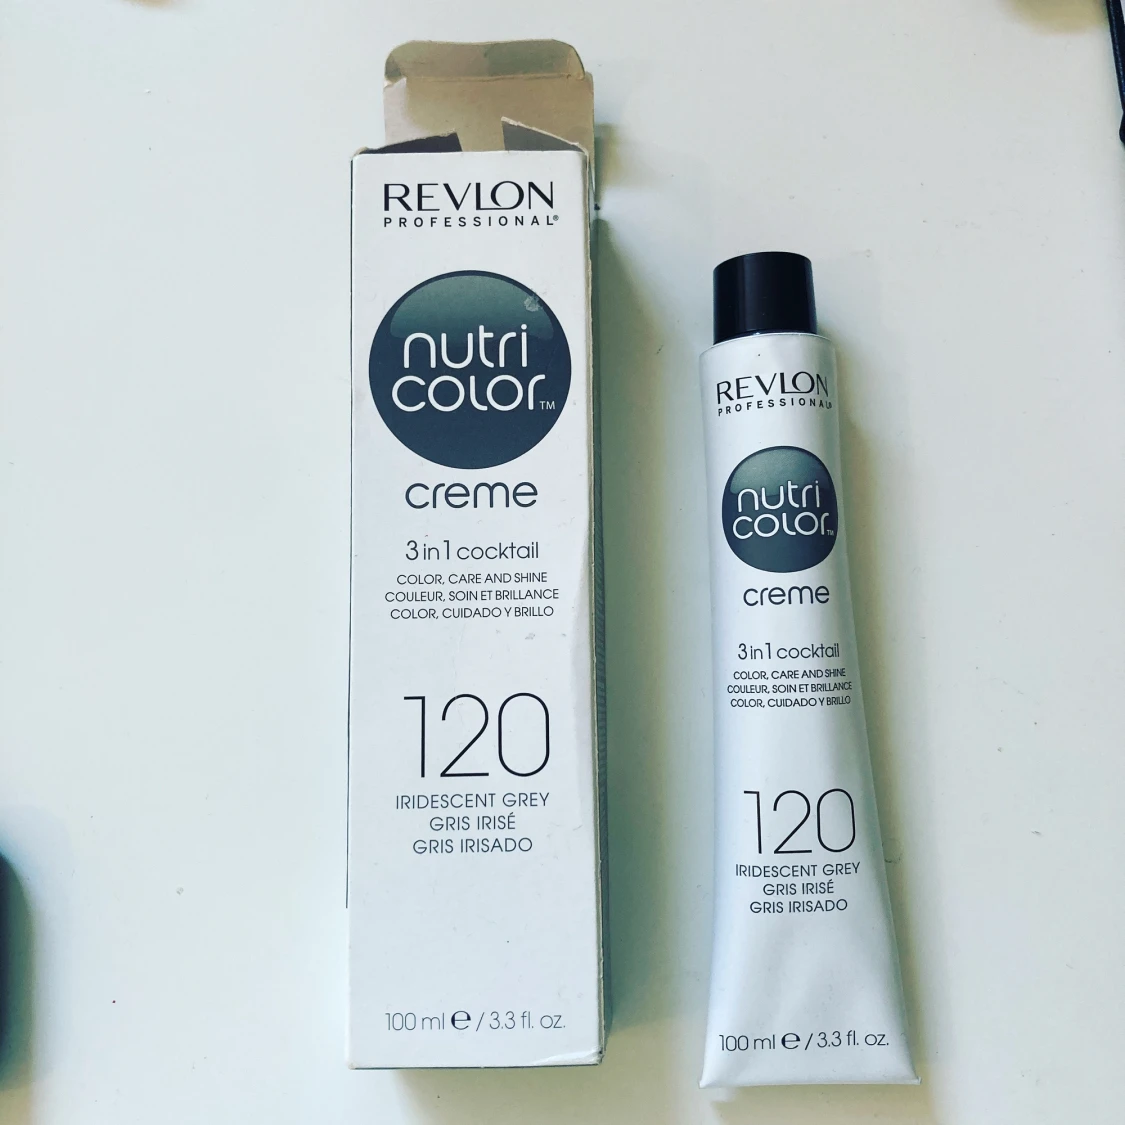 REVLON
PROFESSIONAL®
nutri
color™
creme
3 in 1 cocktail
COLOR, CARE AND SHINE
COULEUR, SOIN ET BRILLANCE
COLOR, CUIDADO Y BRILLO
120
IRIDESCENT GREY
GRIS IRISÉ
GRIS IRISADO
100 ml ℮ / 3.3 fl. oz.
REVLON
PROFESSIONAL®
nutri
color™
creme
3 in 1 cocktail
COLOR, CARE AND SHINE
COULEUR, SOIN ET BRILLANCE
COLOR, CUIDADO Y BRILLO
120
IRIDESCENT GREY
GRIS IRISÉ
GRIS IRISADO
100 ml ℮ / 3.3 fl. oz.